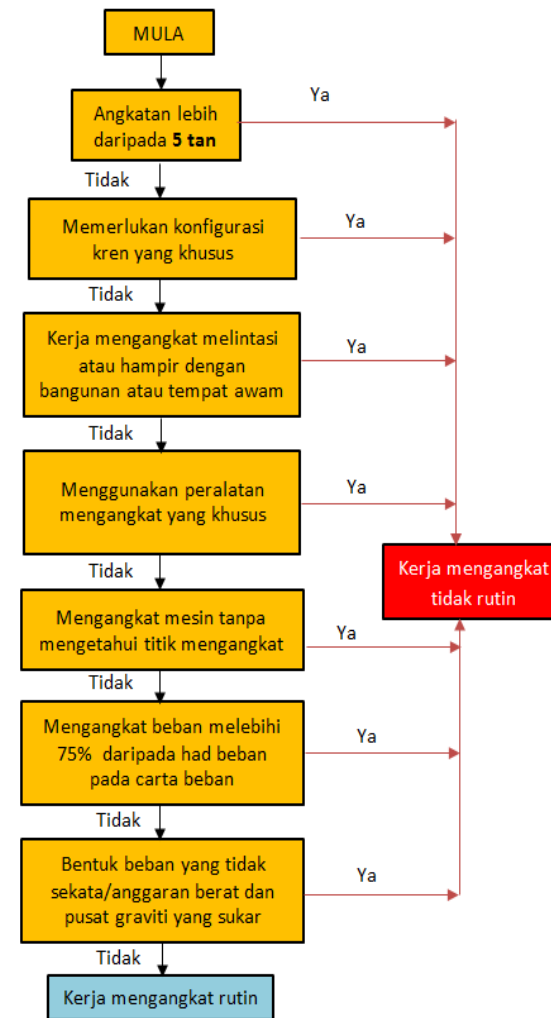 MULA
Angkatan lebih
daripada 5 tan
Ya
Tidak
Memerlukan konfigurasi
kren yang khusus
Ya
Tidak
Kerja mengangkat melintasi
atau hampir dengan
bangunan atau tempat awam
Ya
Tidak
Menggunakan peralatan
mengangkat yang khusus
Ya
Kerja mengangkat
tidak rutin
Tidak
Mengangkat mesin tanpa
mengetahui titik mengangkat
Ya
Tidak
Mengangkat beban melebihi
75% daripada had beban
pada carta beban
Ya
Tidak
Bentuk beban yang tidak
sekata/anggaran berat dan
pusat graviti yang sukar
Ya
Tidak
Kerja mengangkat rutin